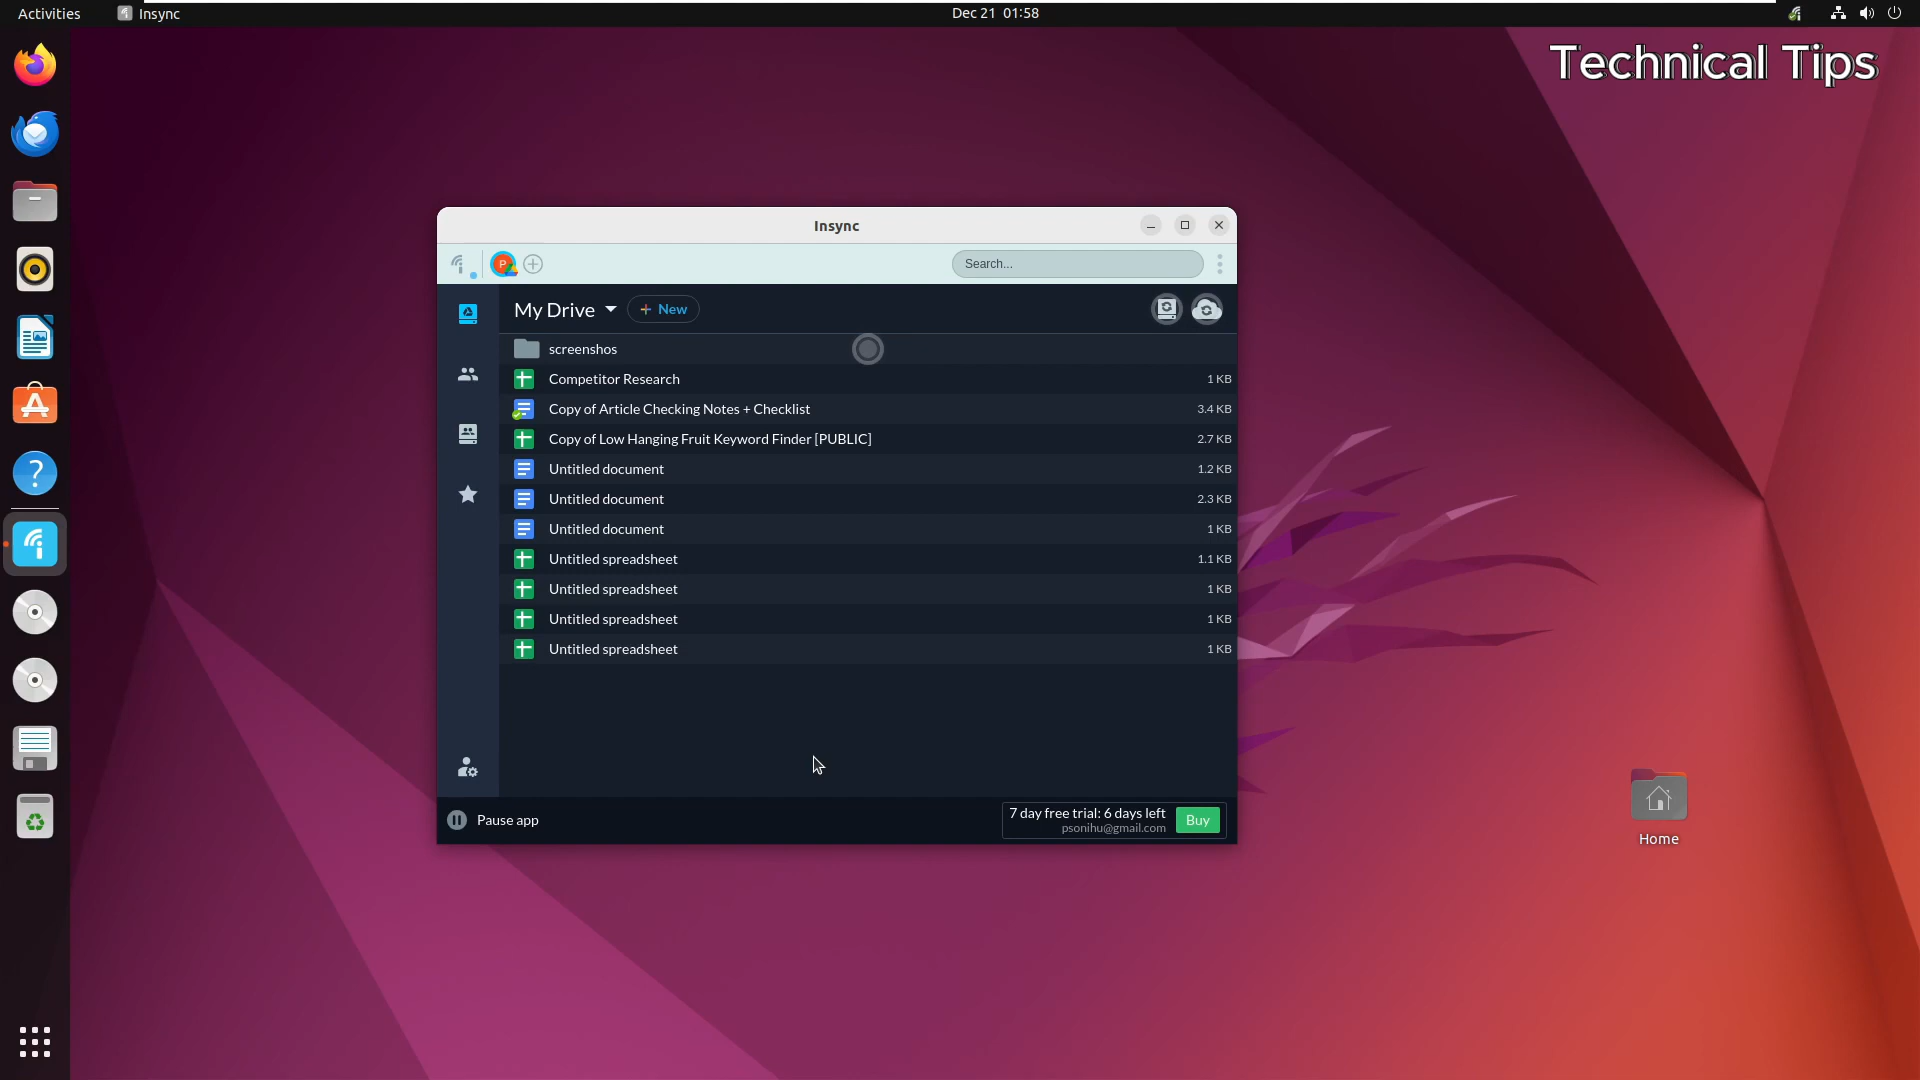 Activities
Insync
Dec 21 01:58
Technical Tips
Insync
P
Search...
My Drive
+ New
screenshos
Competitor Research 1 KB
Copy of Article Checking Notes + Checklist 3.4 KB
Copy of Low Hanging Fruit Keyword Finder [PUBLIC] 2.7 KB
Untitled document 1.2 KB
Untitled document 2.3 KB
Untitled document 1 KB
Untitled spreadsheet 1.1 KB
Untitled spreadsheet 1 KB
Untitled spreadsheet 1 KB
Untitled spreadsheet 1 KB
Pause app
7 day free trial: 6 days left
psonihu@gmail.com
Buy
Home